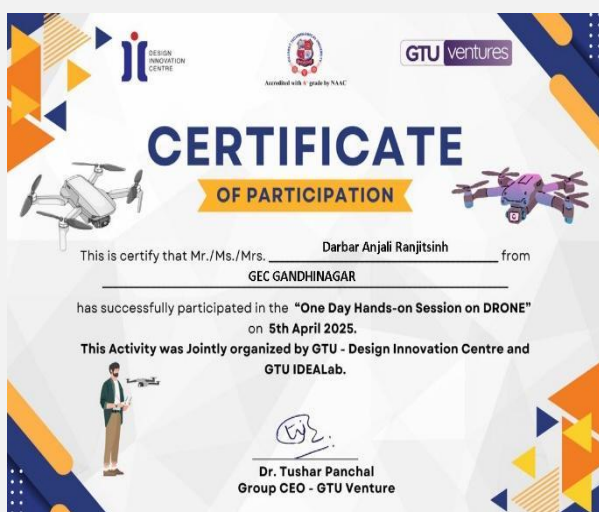 DESIGN
INNOVATION
CENTRE
Accredited with A+ grade by NAAC
GTU ventures
CERTIFICATE
OF PARTICIPATION
This is certify that Mr./Ms./Mrs. Darbar Anjali Ranjitsinh from
GEC GANDHINAGAR
has successfully participated in the "One Day Hands-on Session on DRONE"
on 5th April 2025.
This Activity was Jointly organized by GTU - Design Innovation Centre and
GTU IDEALab.
Dr. Tushar Panchal
Group CEO - GTU Venture